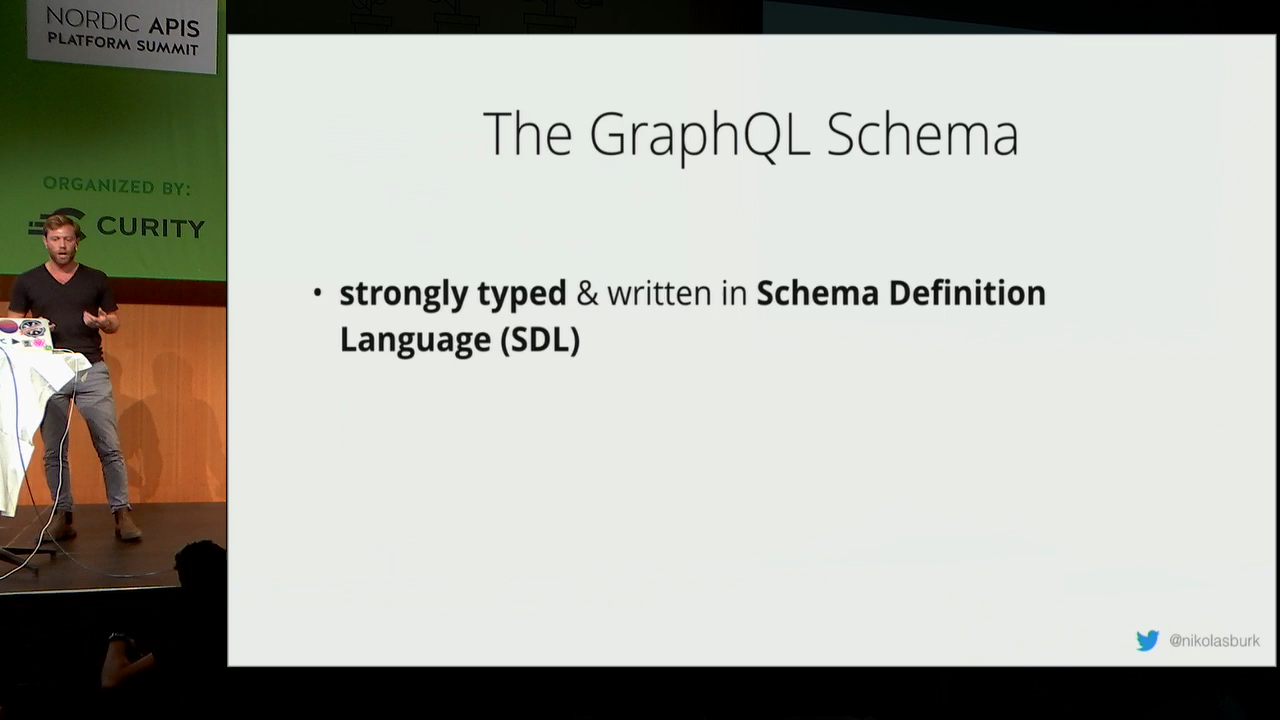 NORDIC APIS
PLATFORM SUMMIT
ORGANIZED BY:
CURITY
The GraphQL Schema
• strongly typed & written in Schema Definition
Language (SDL)
@nikolasburk